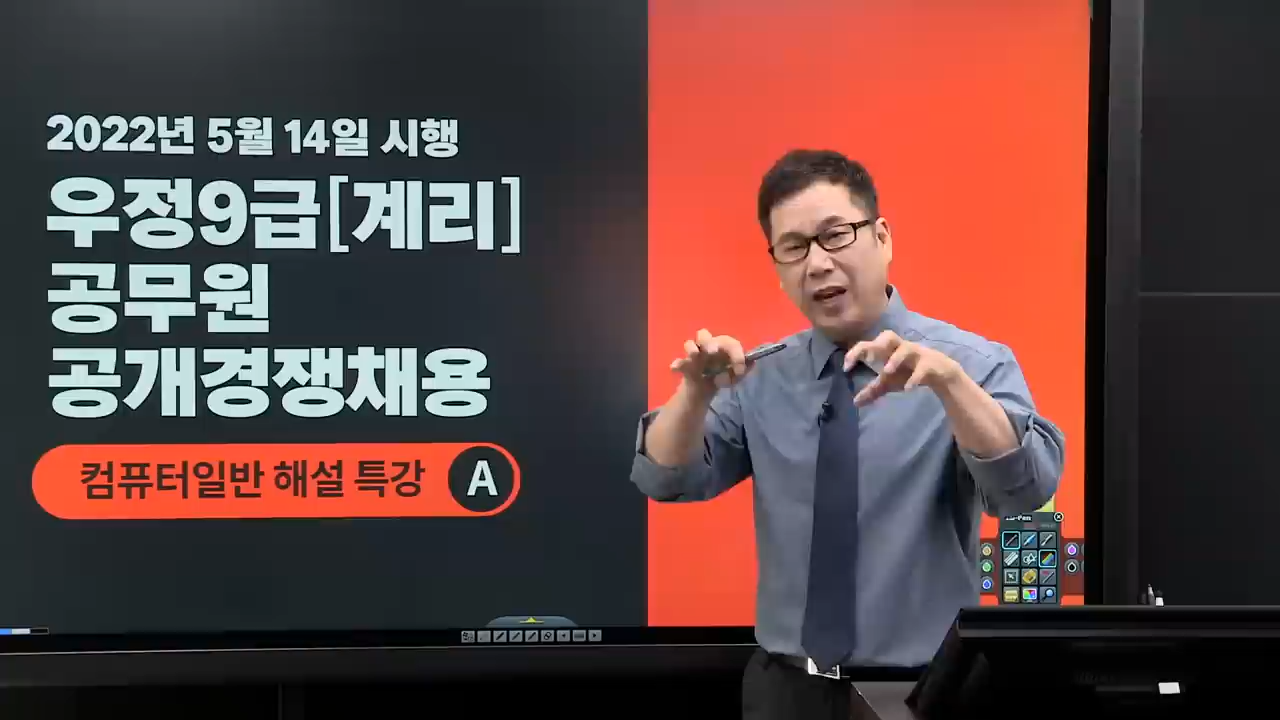 2022년 5월 14일 시행
우정9급[계리]
공무원
공개경쟁채용
컴퓨터일반 해설 특강 A